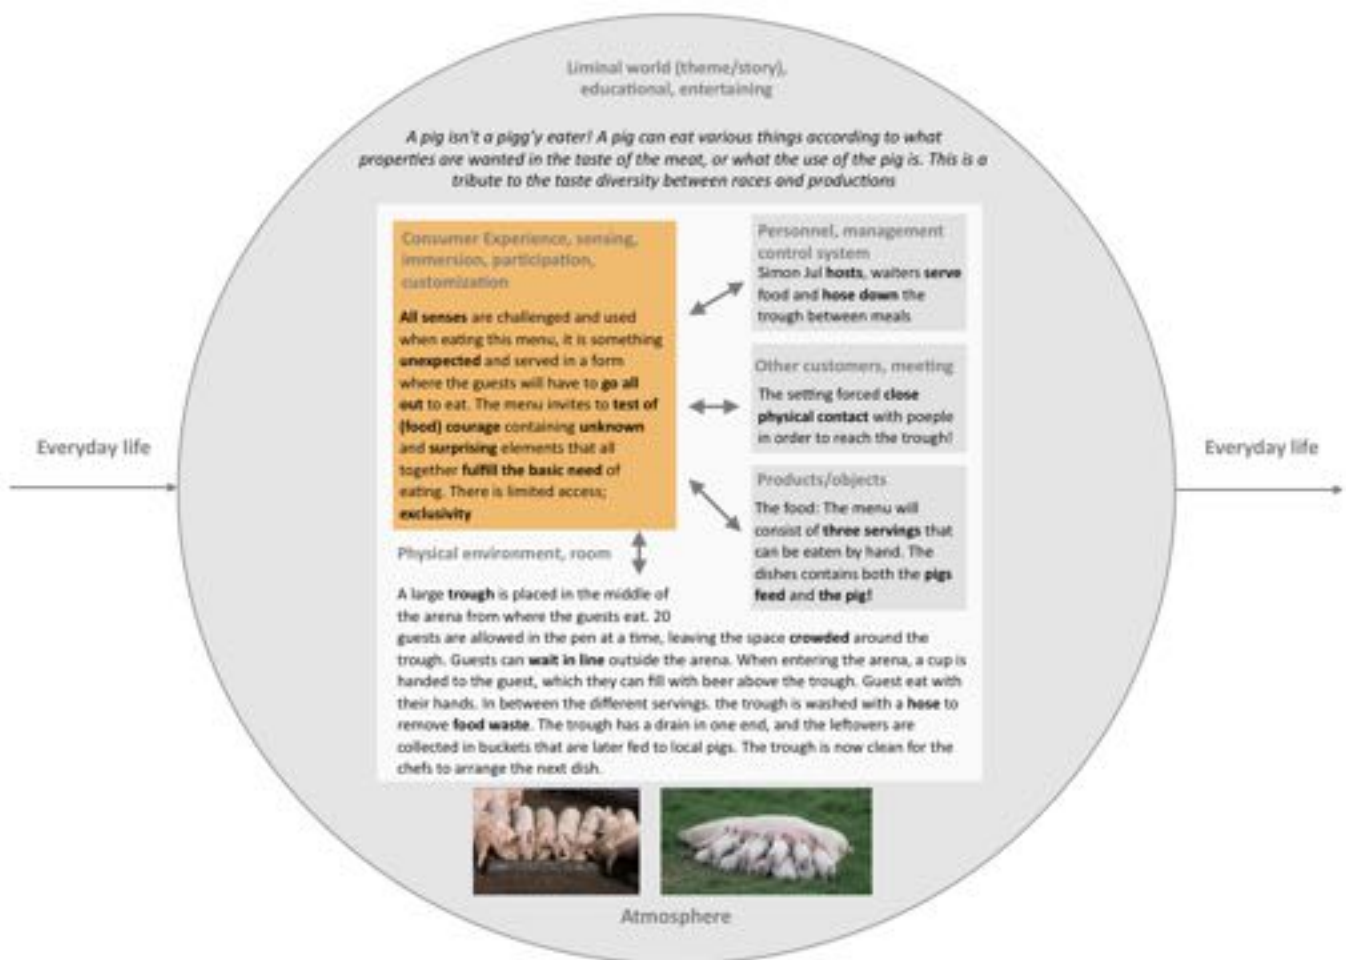 Liminal world (theme/story),
educational, entertaining
A pig isn't a pigg'y eater! A pig can eat various things according to what
properties are wanted in the taste of the meat, or what the use of the pig is. This is a
tribute to the taste diversity between races and productions
Consumer Experience, sensing,
immersion, participation,
customization
All senses are challenged and used
when eating this menu, it is something
unexpected and served in a form
where the guests will have to go all
out to eat. The menu invites to test of
(food) courage containing unknown
and surprising elements that all
together fulfill the basic need of
eating. There is limited access;
exclusivity
Personnel, management
control system
Simon Jul hosts, waiters serve
food and hose down the
trough between meals
Other customers, meeting
The setting forced close
physical contact with poeple
in order to reach the trough!
Products/objects
The food: The menu will
consist of three servings that
can be eaten by hand. The
dishes contains both the pigs
feed and the pig!
Physical environment, room
A large trough is placed in the middle of
the arena from where the guests eat. 20
guests are allowed in the pen at a time, leaving the space crowded around the
trough. Guests can wait in line outside the arena. When entering the arena, a cup is
handed to the guest, which they can fill with beer above the trough. Guest eat with
their hands. In between the different servings. the trough is washed with a hose to
remove food waste. The trough has a drain in one end, and the leftovers are
collected in buckets that are later fed to local pigs. The trough is now clean for the
chefs to arrange the next dish.
Everyday life
Everyday life
Atmosphere